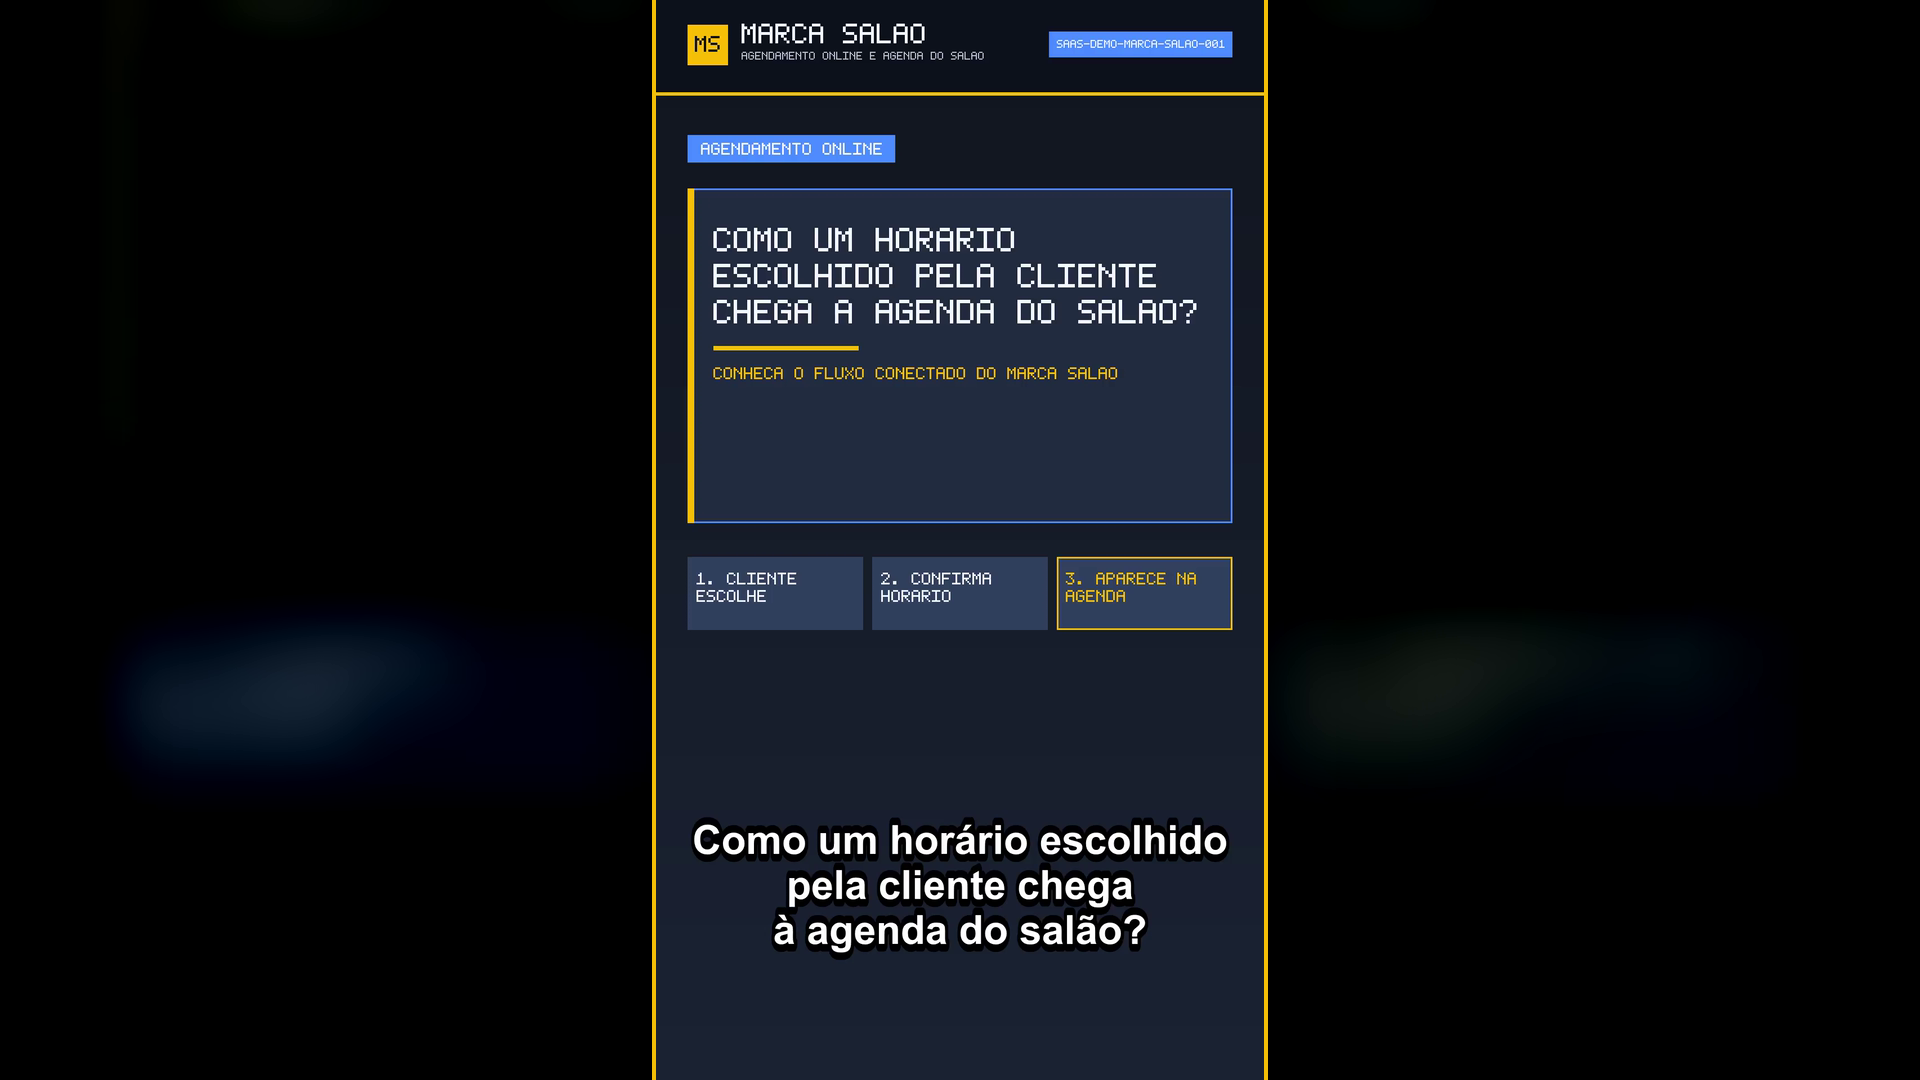 MS
MARCA SALAO
AGENDAMENTO ONLINE E AGENDA DO SALAO
SAAS-DEMO-MARCA-SALAO-001
AGENDAMENTO ONLINE
COMO UM HORARIO
ESCOLHIDO PELA CLIENTE
CHEGA A AGENDA DO SALAO?
CONHECA O FLUXO CONECTADO DO MARCA SALAO
1. CLIENTE
ESCOLHE
2. CONFIRMA
HORARIO
3. APARECE NA
AGENDA
Como um horário escolhido
pela cliente chega
à agenda do salão?